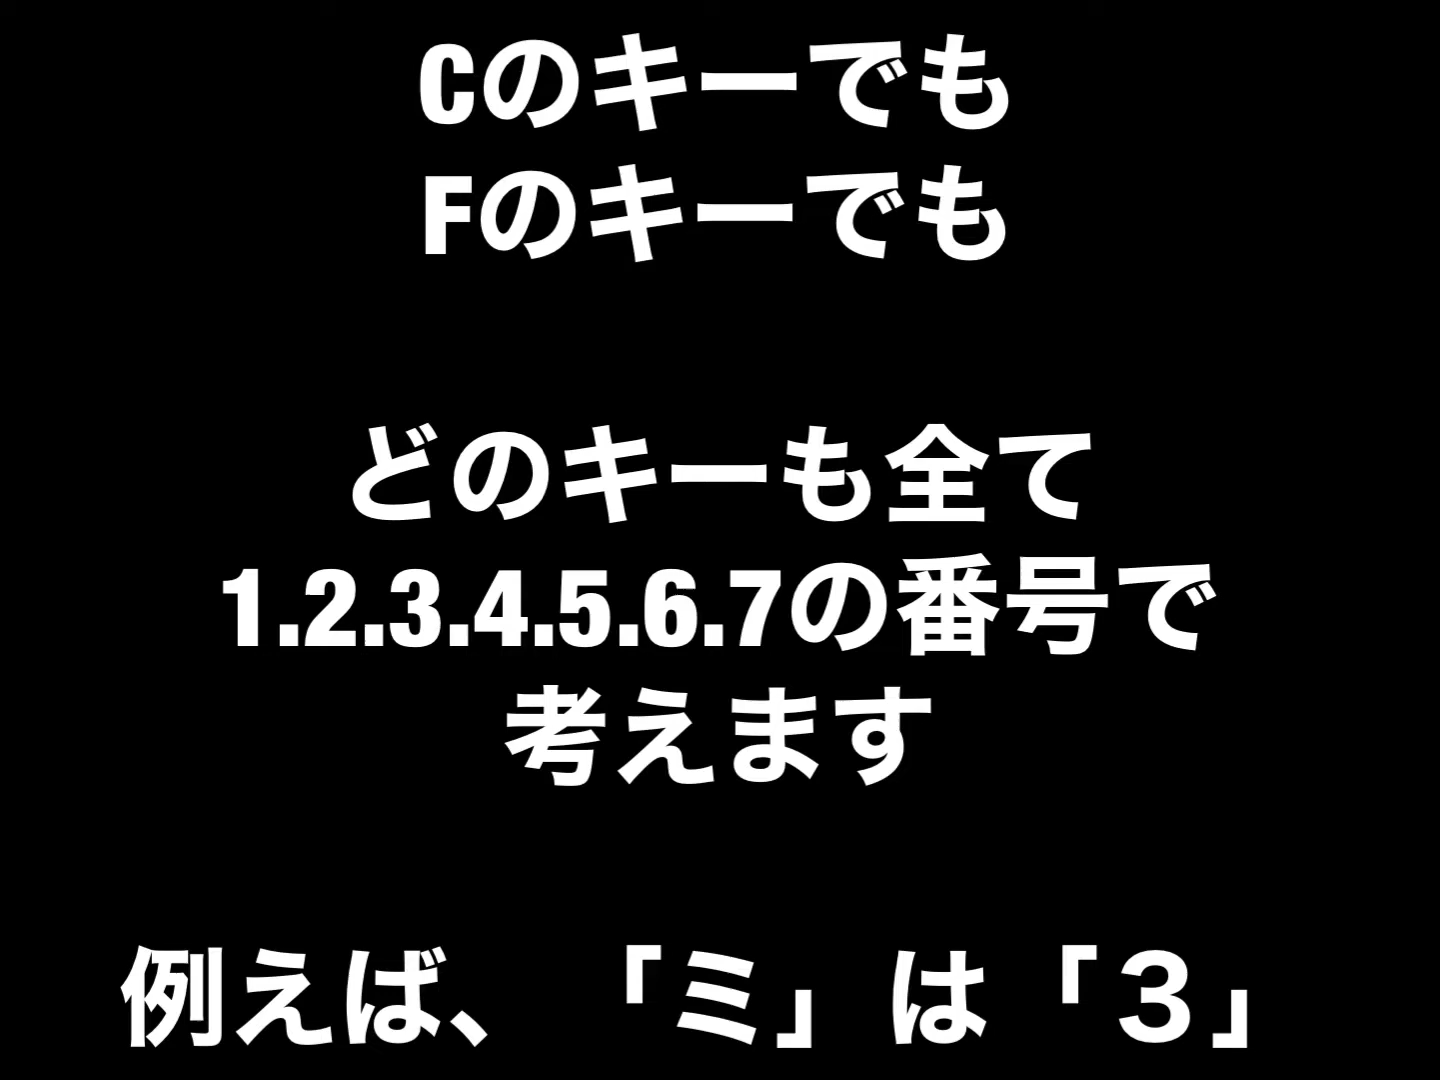 Cのキーでも
Fのキーでも
どのキーも全て
1.2.3.4.5.6.7の番号で
考えます
例えば、「ミ」は「３」